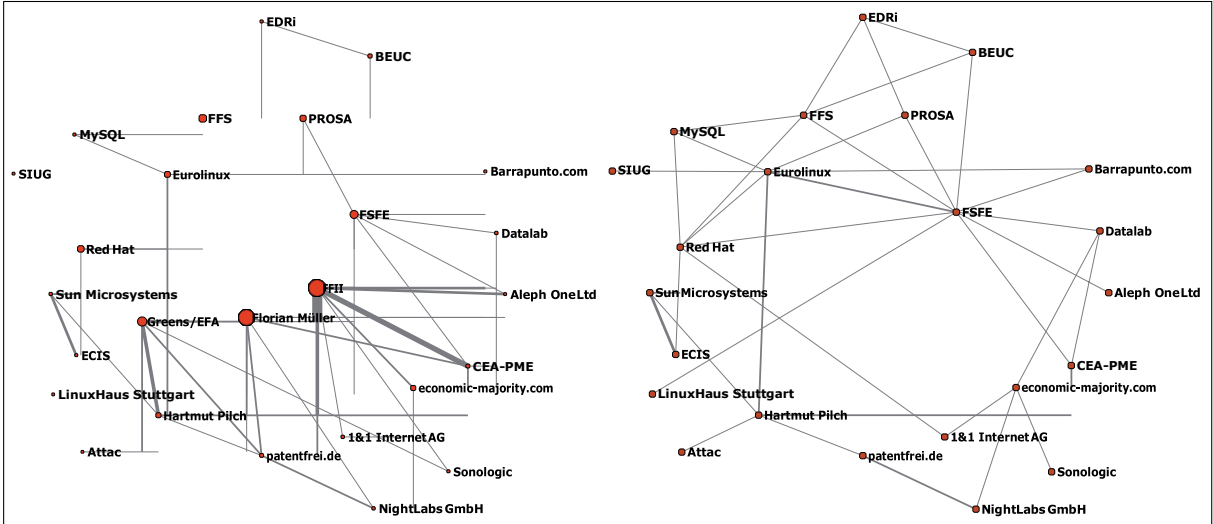 EDRi
BEUC
FFS
PROSA
MySQL
SIUG
Eurolinux
Barrapunto.com
FSFE
Datalab
Red Hat
FFII
Sun Microsystems
Aleph One Ltd
Greens/EFA
Florian Müller
ECIS
CEA-PME
economic-majority.com
LinuxHaus Stuttgart
Hartmut Pilch
1&1 Internet AG
Attac
patentfrei.de
Sonologic
NightLabs GmbH
EDRi
BEUC
FFS
PROSA
MySQL
SIUG
Eurolinux
Barrapunto.com
FSFE
Datalab
Red Hat
Sun Microsystems
Aleph One Ltd
ECIS
CEA-PME
economic-majority.com
LinuxHaus Stuttgart
Hartmut Pilch
1&1 Internet AG
Attac
patentfrei.de
Sonologic
NightLabs GmbH